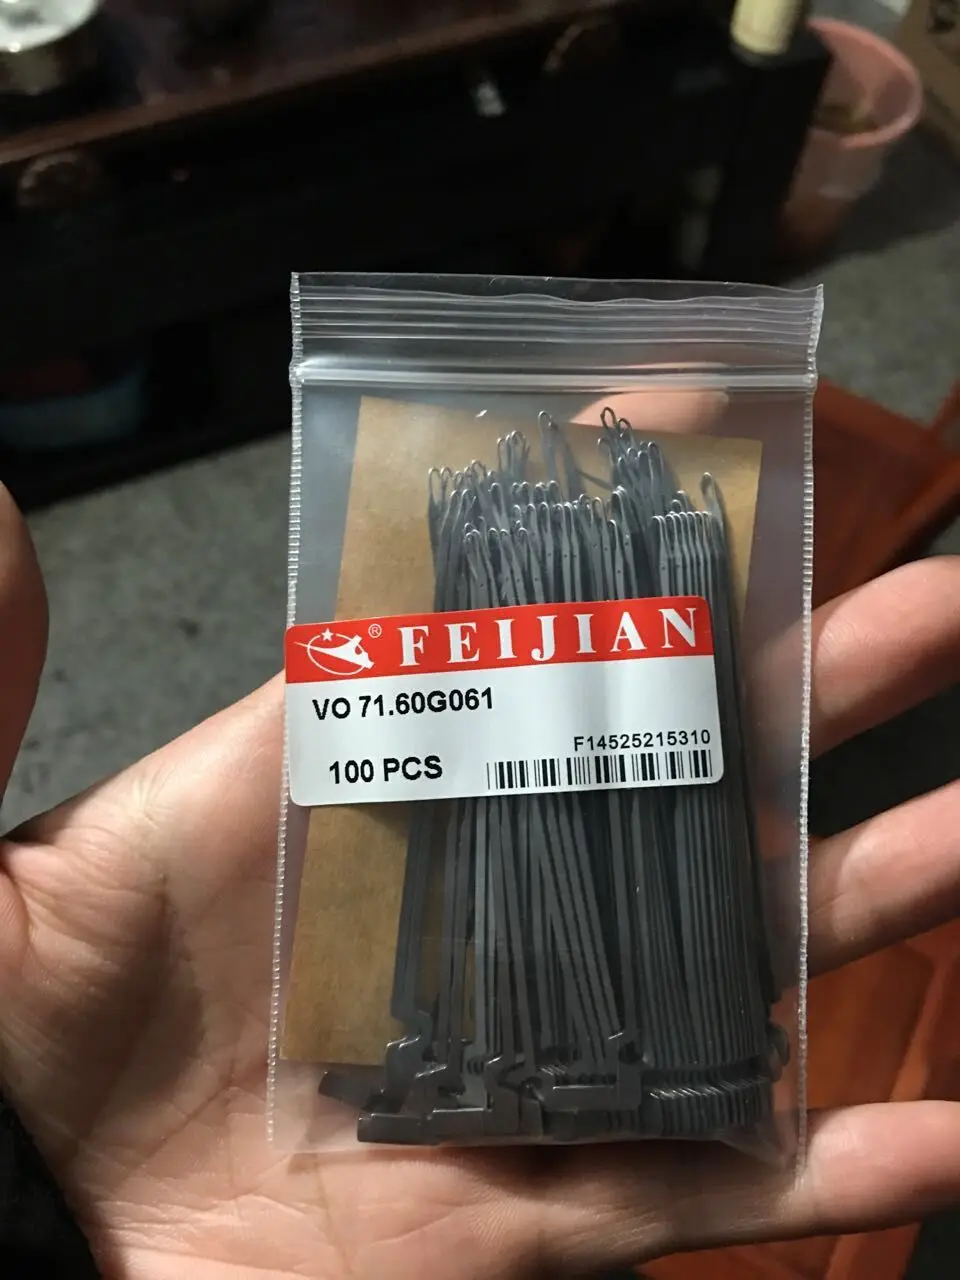 ® FEIJIAN
VO 71.60G061
F14525215310
100 PCS